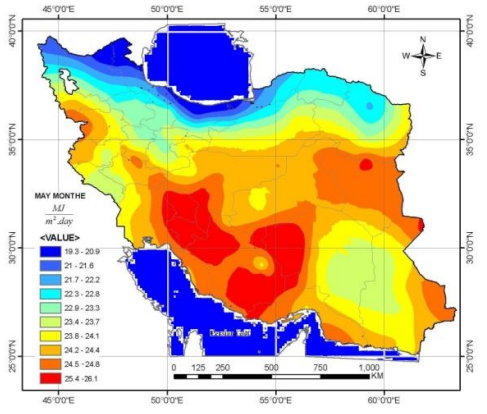 45°0'0"E 50°0'0"E 55°0'0"E 60°0'0"E
40°0'0"N 40°0'0"N
N
W E
S
35°0'0"N 35°0'0"N
MAY MONTHE
MJ
m².day
<VALUE>
30°0'0"N 30°0'0"N
19.3 - 20.9
21 - 21.6
21.7 - 22.2
22.3 - 22.8
22.9 - 23.3
23.4 - 23.7
23.8 - 24.1
24.2 - 24.4
24.5 - 24.8
25.4 - 26.1
25°0'0"N 25°0'0"N
0 125 250 500 750 1,000
KM
45°0'0"E 50°0'0"E 55°0'0"E 60°0'0"E